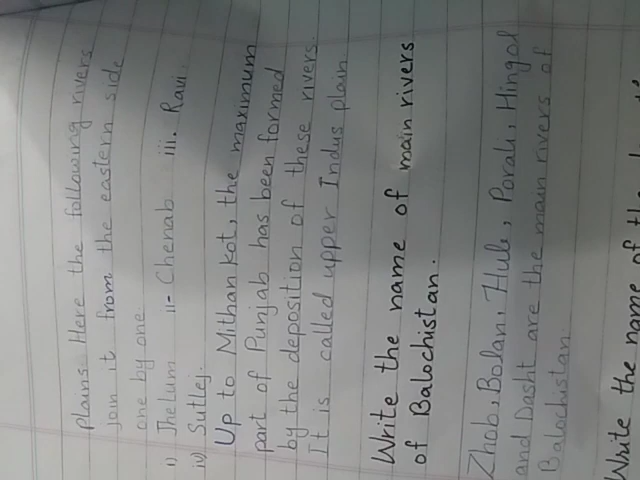 plains. Here the following rivers
join it from the eastern side
one by one.
i) Jhelum ii- Chenab iii. Ravi.
iv) Sutlej.
Up to Mithan Kot, the maximum
part of Punjab has been formed
by the deposition of these rivers.
It is called upper Indus plain.
Write the name of main rivers
of Balochistan.
Zhob, Bolan, Hub, Porali, Hingol
and Dasht are the main rivers of
Balochistan.
Write the name of the